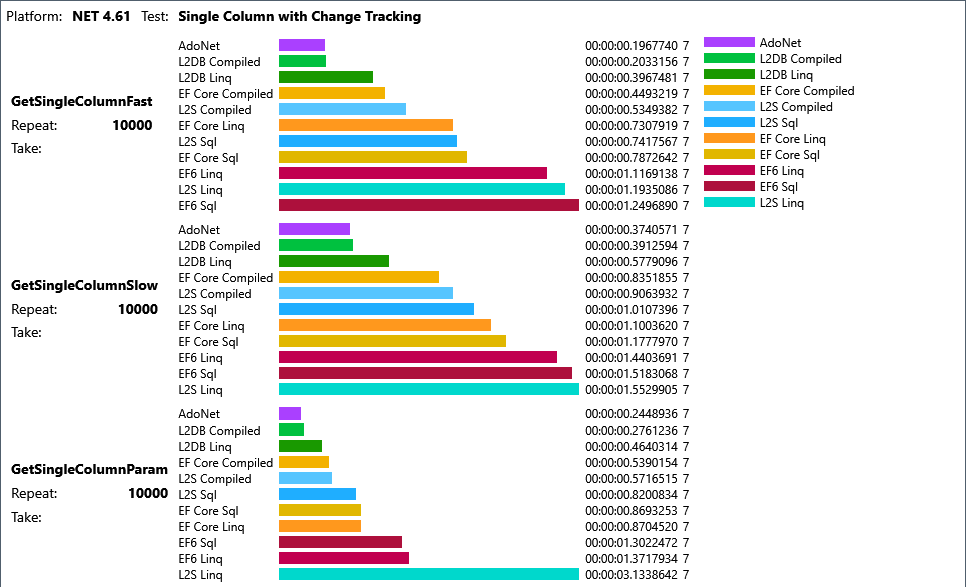 Platform: NET 4.61 Test: Single Column with Change Tracking
GetSingleColumnFast
Repeat: 10000
Take:
AdoNet 00:00:00.1967740 7
L2DB Compiled 00:00:00.2033156 7
L2DB Linq 00:00:00.3967481 7
EF Core Compiled 00:00:00.4493219 7
L2S Compiled 00:00:00.5349382 7
EF Core Linq 00:00:00.7307919 7
L2S Sql 00:00:00.7417567 7
EF Core Sql 00:00:00.7872642 7
EF6 Linq 00:00:01.1169138 7
L2S Linq 00:00:01.1935086 7
EF6 Sql 00:00:01.2496890 7
GetSingleColumnSlow
Repeat: 10000
Take:
AdoNet 00:00:00.3740571 7
L2DB Compiled 00:00:00.3912594 7
L2DB Linq 00:00:00.5779096 7
EF Core Compiled 00:00:00.8351855 7
L2S Compiled 00:00:00.9063932 7
L2S Sql 00:00:01.0107396 7
EF Core Linq 00:00:01.1003620 7
EF Core Sql 00:00:01.1777970 7
EF6 Linq 00:00:01.4403691 7
EF6 Sql 00:00:01.5183068 7
L2S Linq 00:00:01.5529905 7
GetSingleColumnParam
Repeat: 10000
Take:
AdoNet 00:00:00.2448936 7
L2DB Compiled 00:00:00.2761236 7
L2DB Linq 00:00:00.4640314 7
EF Core Compiled 00:00:00.5390154 7
L2S Compiled 00:00:00.5716515 7
L2S Sql 00:00:00.8200834 7
EF Core Sql 00:00:00.8693253 7
EF Core Linq 00:00:00.8704520 7
EF6 Sql 00:00:01.3022472 7
EF6 Linq 00:00:01.3717934 7
L2S Linq 00:00:03.1338642 7
AdoNet
L2DB Compiled
L2DB Linq
EF Core Compiled
L2S Compiled
L2S Sql
EF Core Linq
EF Core Sql
EF6 Linq
EF6 Sql
L2S Linq